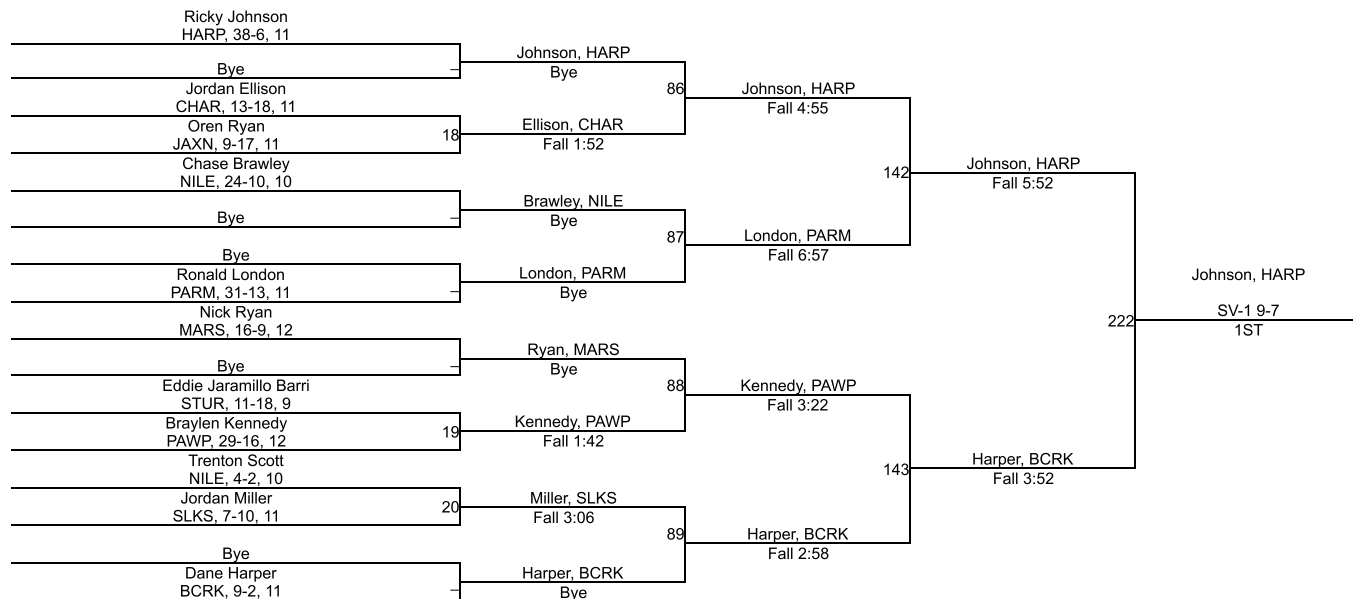 Ricky Johnson
HARP, 38-6, 11
Bye
–
Jordan Ellison
CHAR, 13-18, 11
Oren Ryan
JAXN, 9-17, 11
18
Chase Brawley
NILE, 24-10, 10
Bye
–
Bye
Ronald London
PARM, 31-13, 11
–
Nick Ryan
MARS, 16-9, 12
Bye
–
Eddie Jaramillo Barri
STUR, 11-18, 9
Braylen Kennedy
PAWP, 29-16, 12
19
Trenton Scott
NILE, 4-2, 10
Jordan Miller
SLKS, 7-10, 11
20
Bye
Dane Harper
BCRK, 9-2, 11
–
Johnson, HARP
Bye
86
Ellison, CHAR
Fall 1:52
Brawley, NILE
Bye
87
London, PARM
Bye
Ryan, MARS
Bye
88
Kennedy, PAWP
Fall 1:42
Miller, SLKS
Fall 3:06
89
Harper, BCRK
Bye
Johnson, HARP
Fall 4:55
142
London, PARM
Fall 6:57
Kennedy, PAWP
Fall 3:22
143
Harper, BCRK
Fall 2:58
Johnson, HARP
Fall 5:52
222
Harper, BCRK
Fall 3:52
Johnson, HARP
SV-1 9-7
1ST